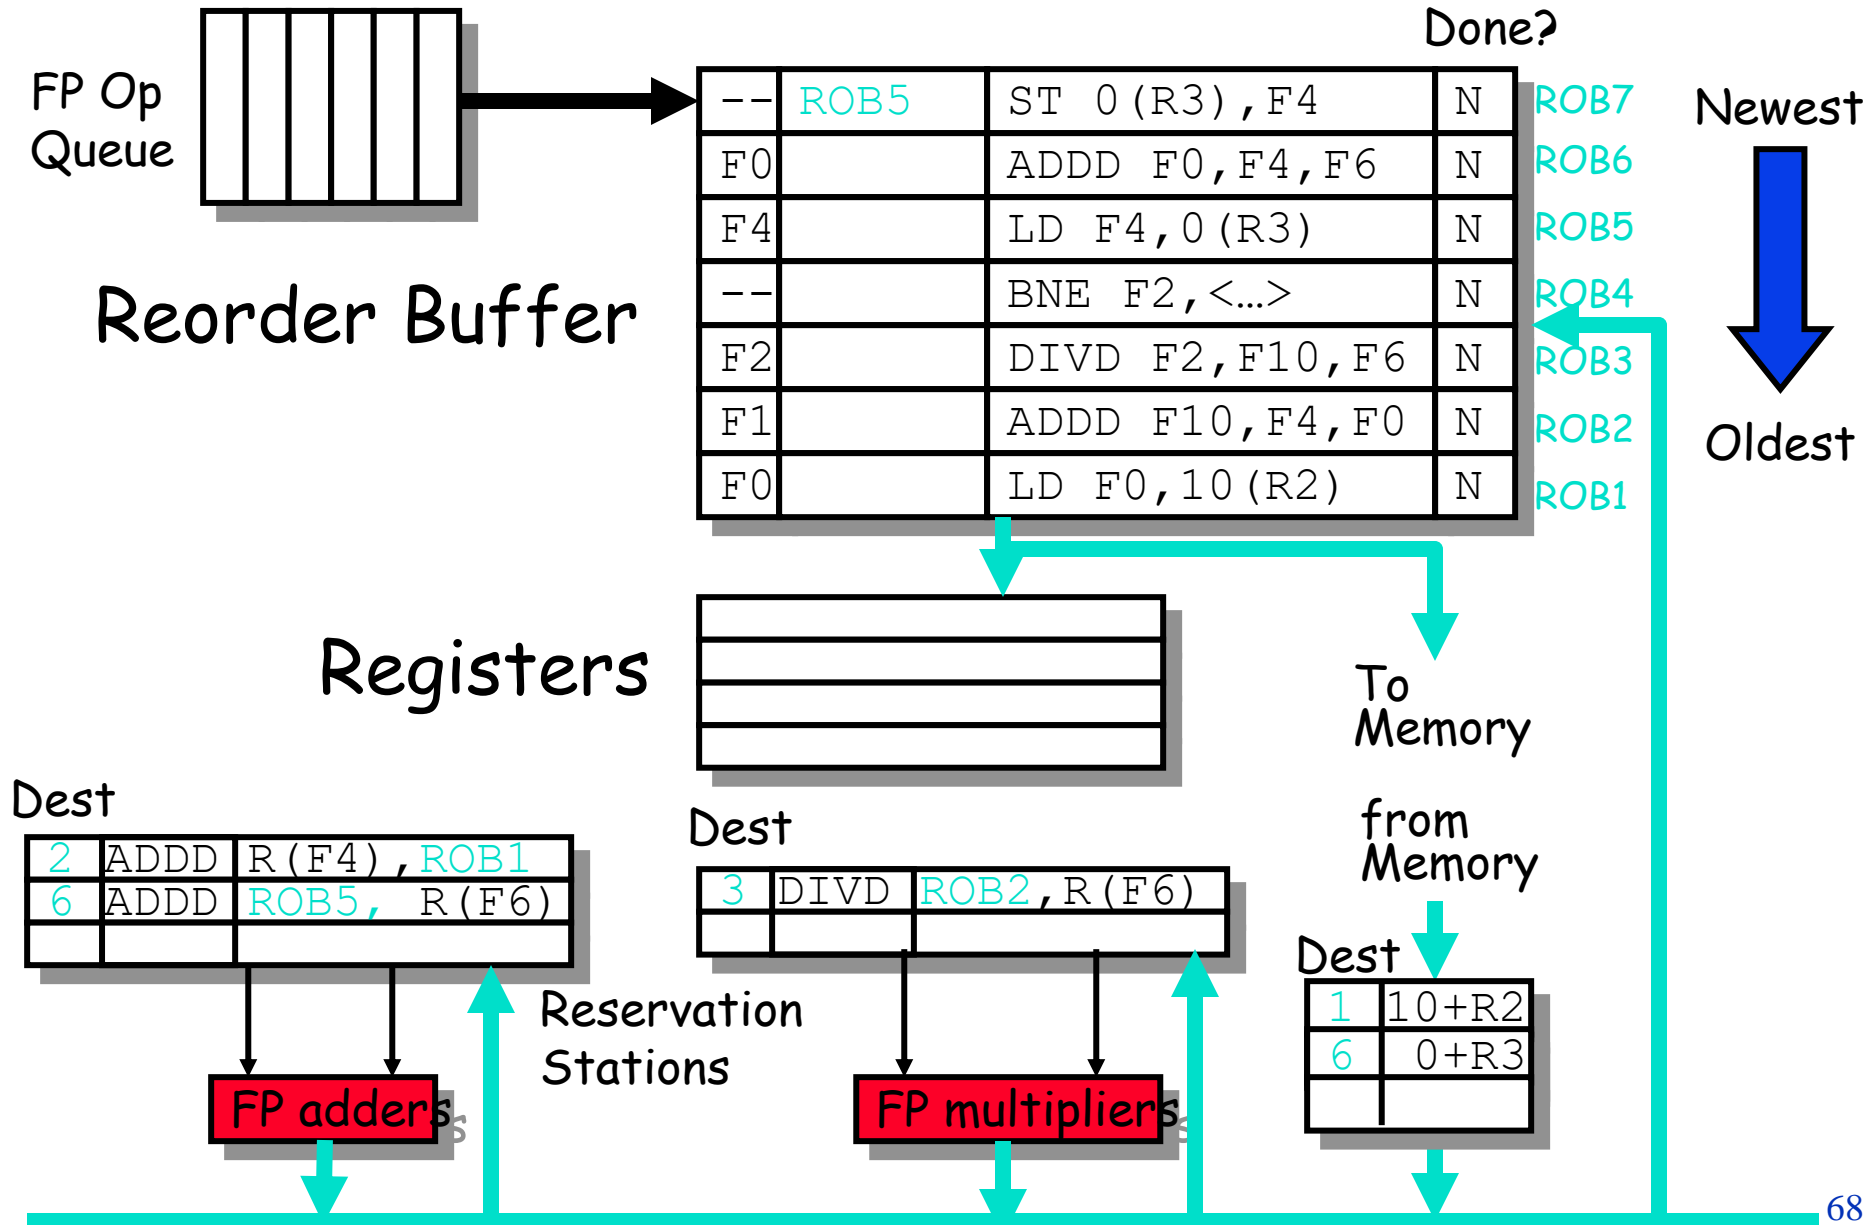 Done?
FP Op
Queue
-- ROB5 ST 0(R3),F4 N ROB7
F0 ADDD F0,F4,F6 N ROB6
F4 LD F4,0(R3) N ROB5
-- BNE F2,<…> N ROB4
F2 DIVD F2,F10,F6 N ROB3
F1 ADDD F10,F4,F0 N ROB2
F0 LD F0,10(R2) N ROB1
Newest
Oldest
Reorder Buffer
Registers
To
Memory
from
Memory
Dest
2 ADDD R(F4),ROB1
6 ADDD ROB5, R(F6)
Dest
3 DIVD ROB2,R(F6)
Dest
1 10+R2
6 0+R3
Reservation
Stations
FP adders
FP multipliers
68